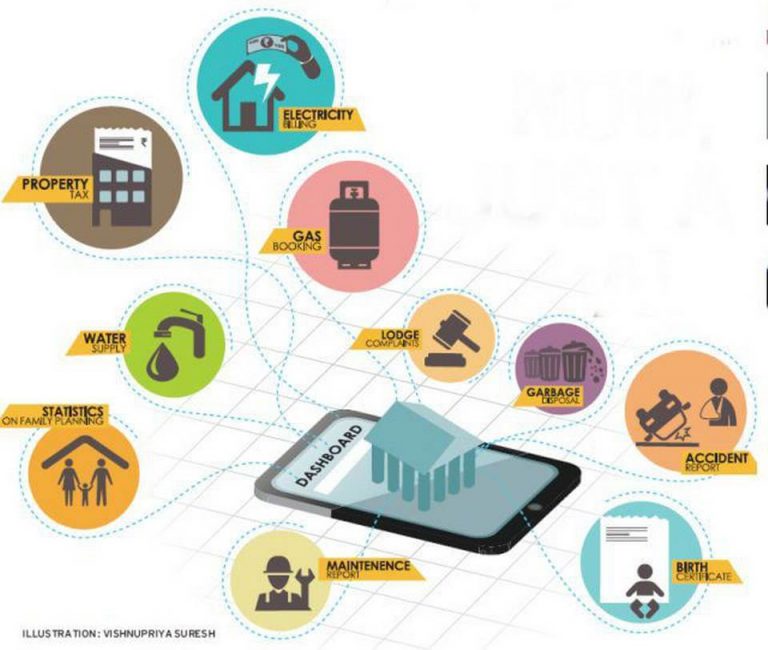 ELECTRICITY
BILLING
PROPERTY
TAX
GAS
BOOKING
WATER
SUPPLY
LODGE
COMPLAINTS
GARBAGE
DISPOSAL
STATISTICS
ON FAMILY PLANNING
DASHBOARD
ACCIDENT
REPORT
MAINTENENCE
REPORT
BIRTH
CERTIFICATE
ILLUSTRATION: VISHNUPRIYA SURESH